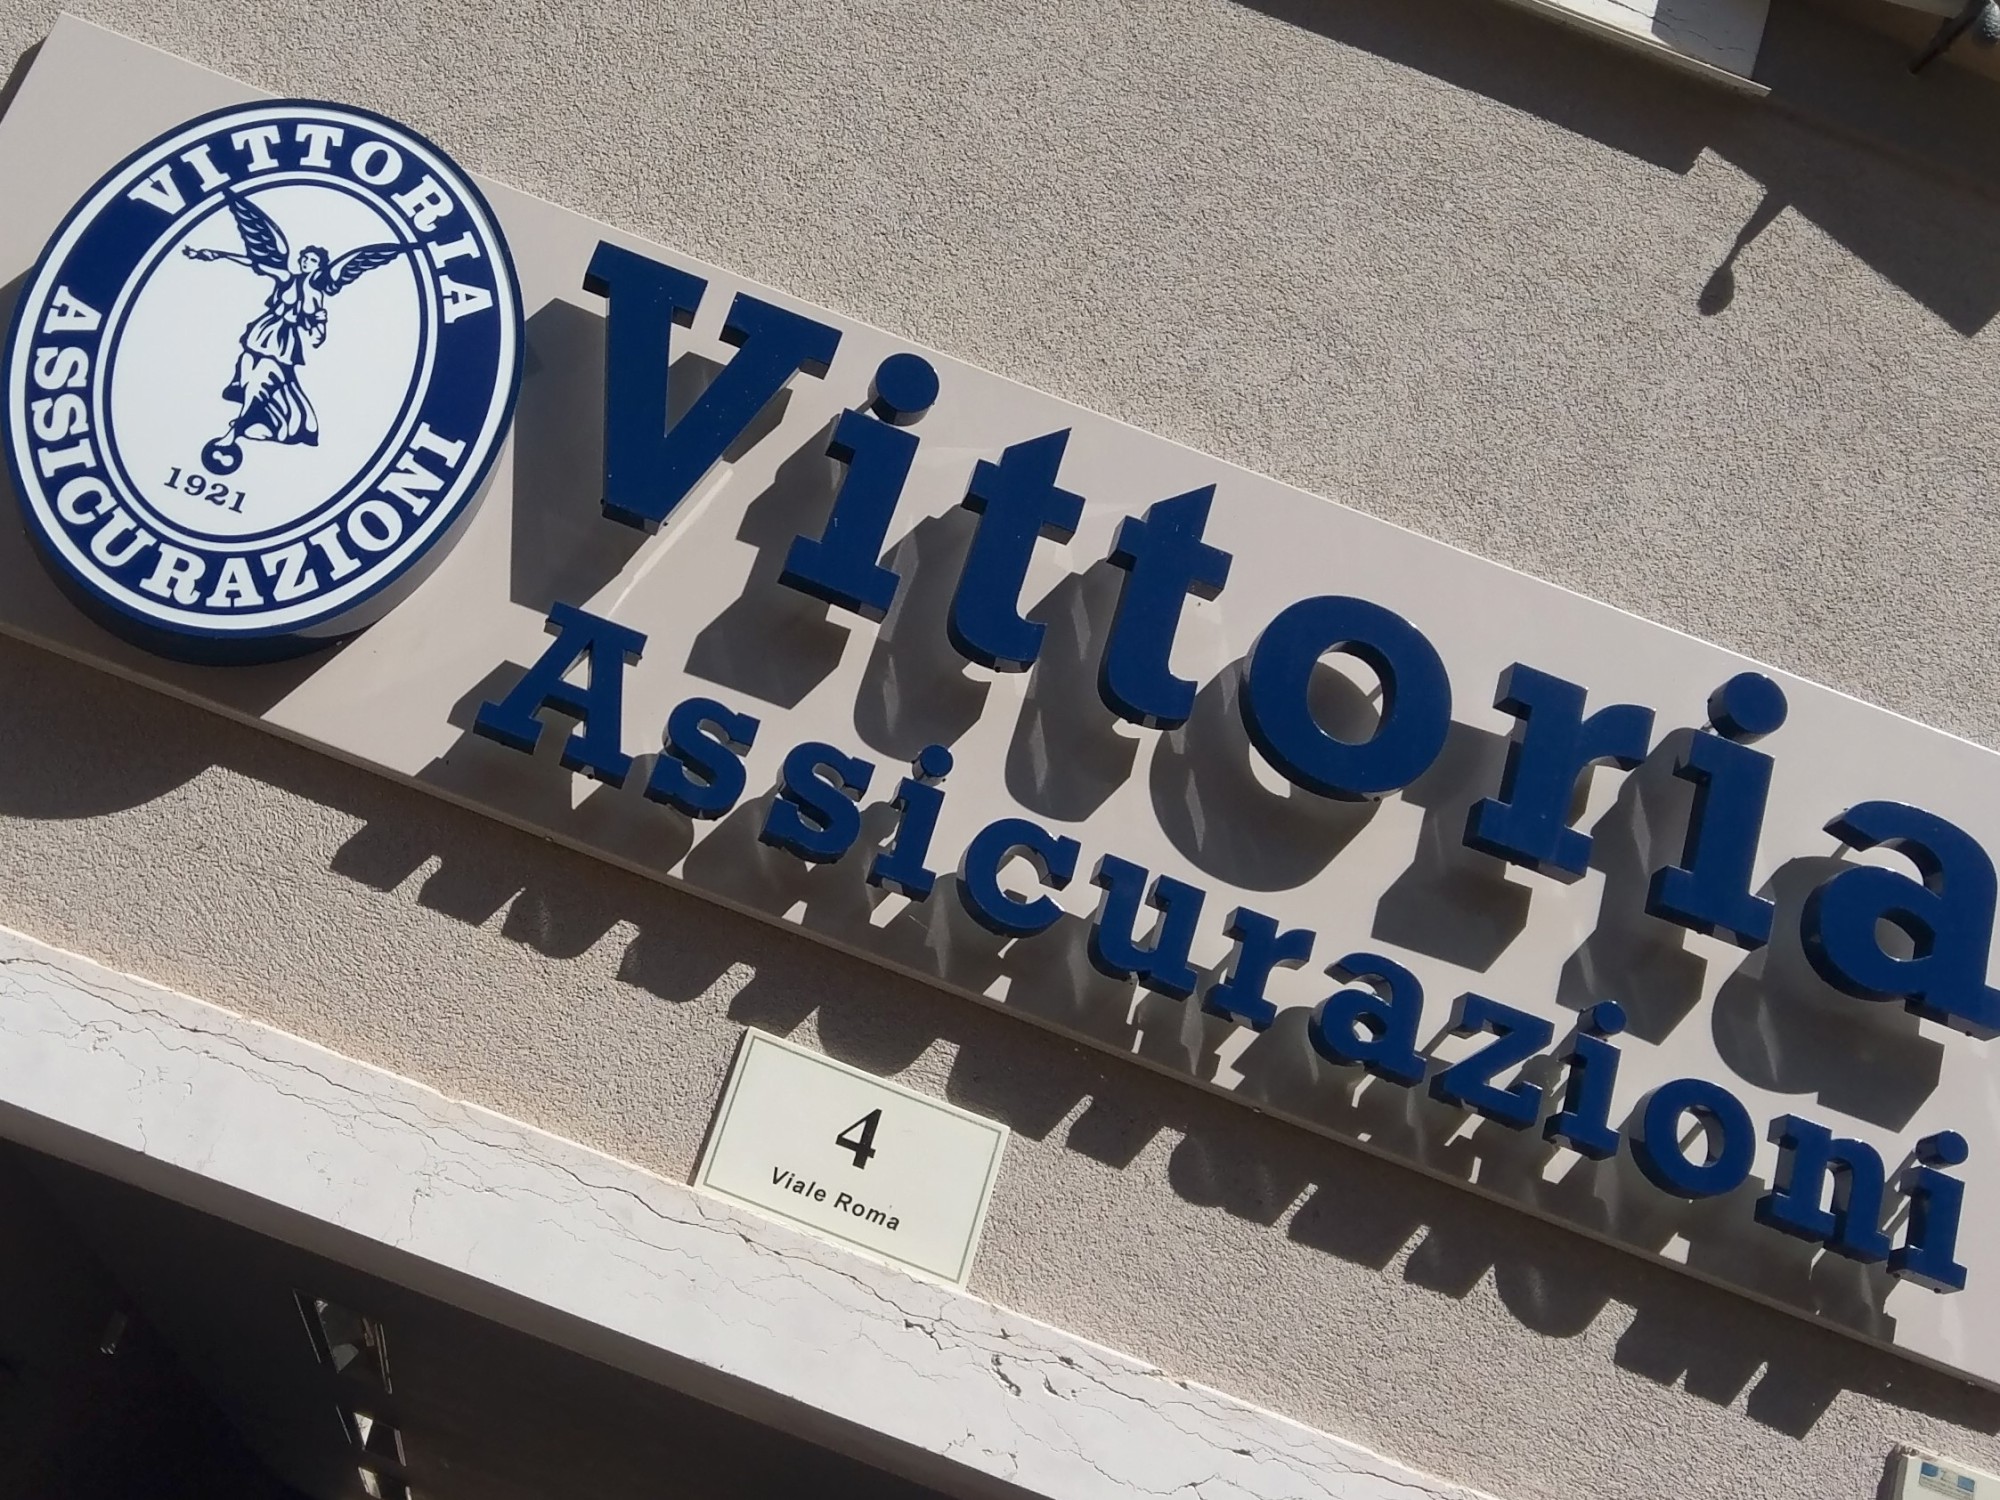 VITTORIA
1921
ASSICURAZIONI
Vittoria
Assicurazioni
4
Viale Roma